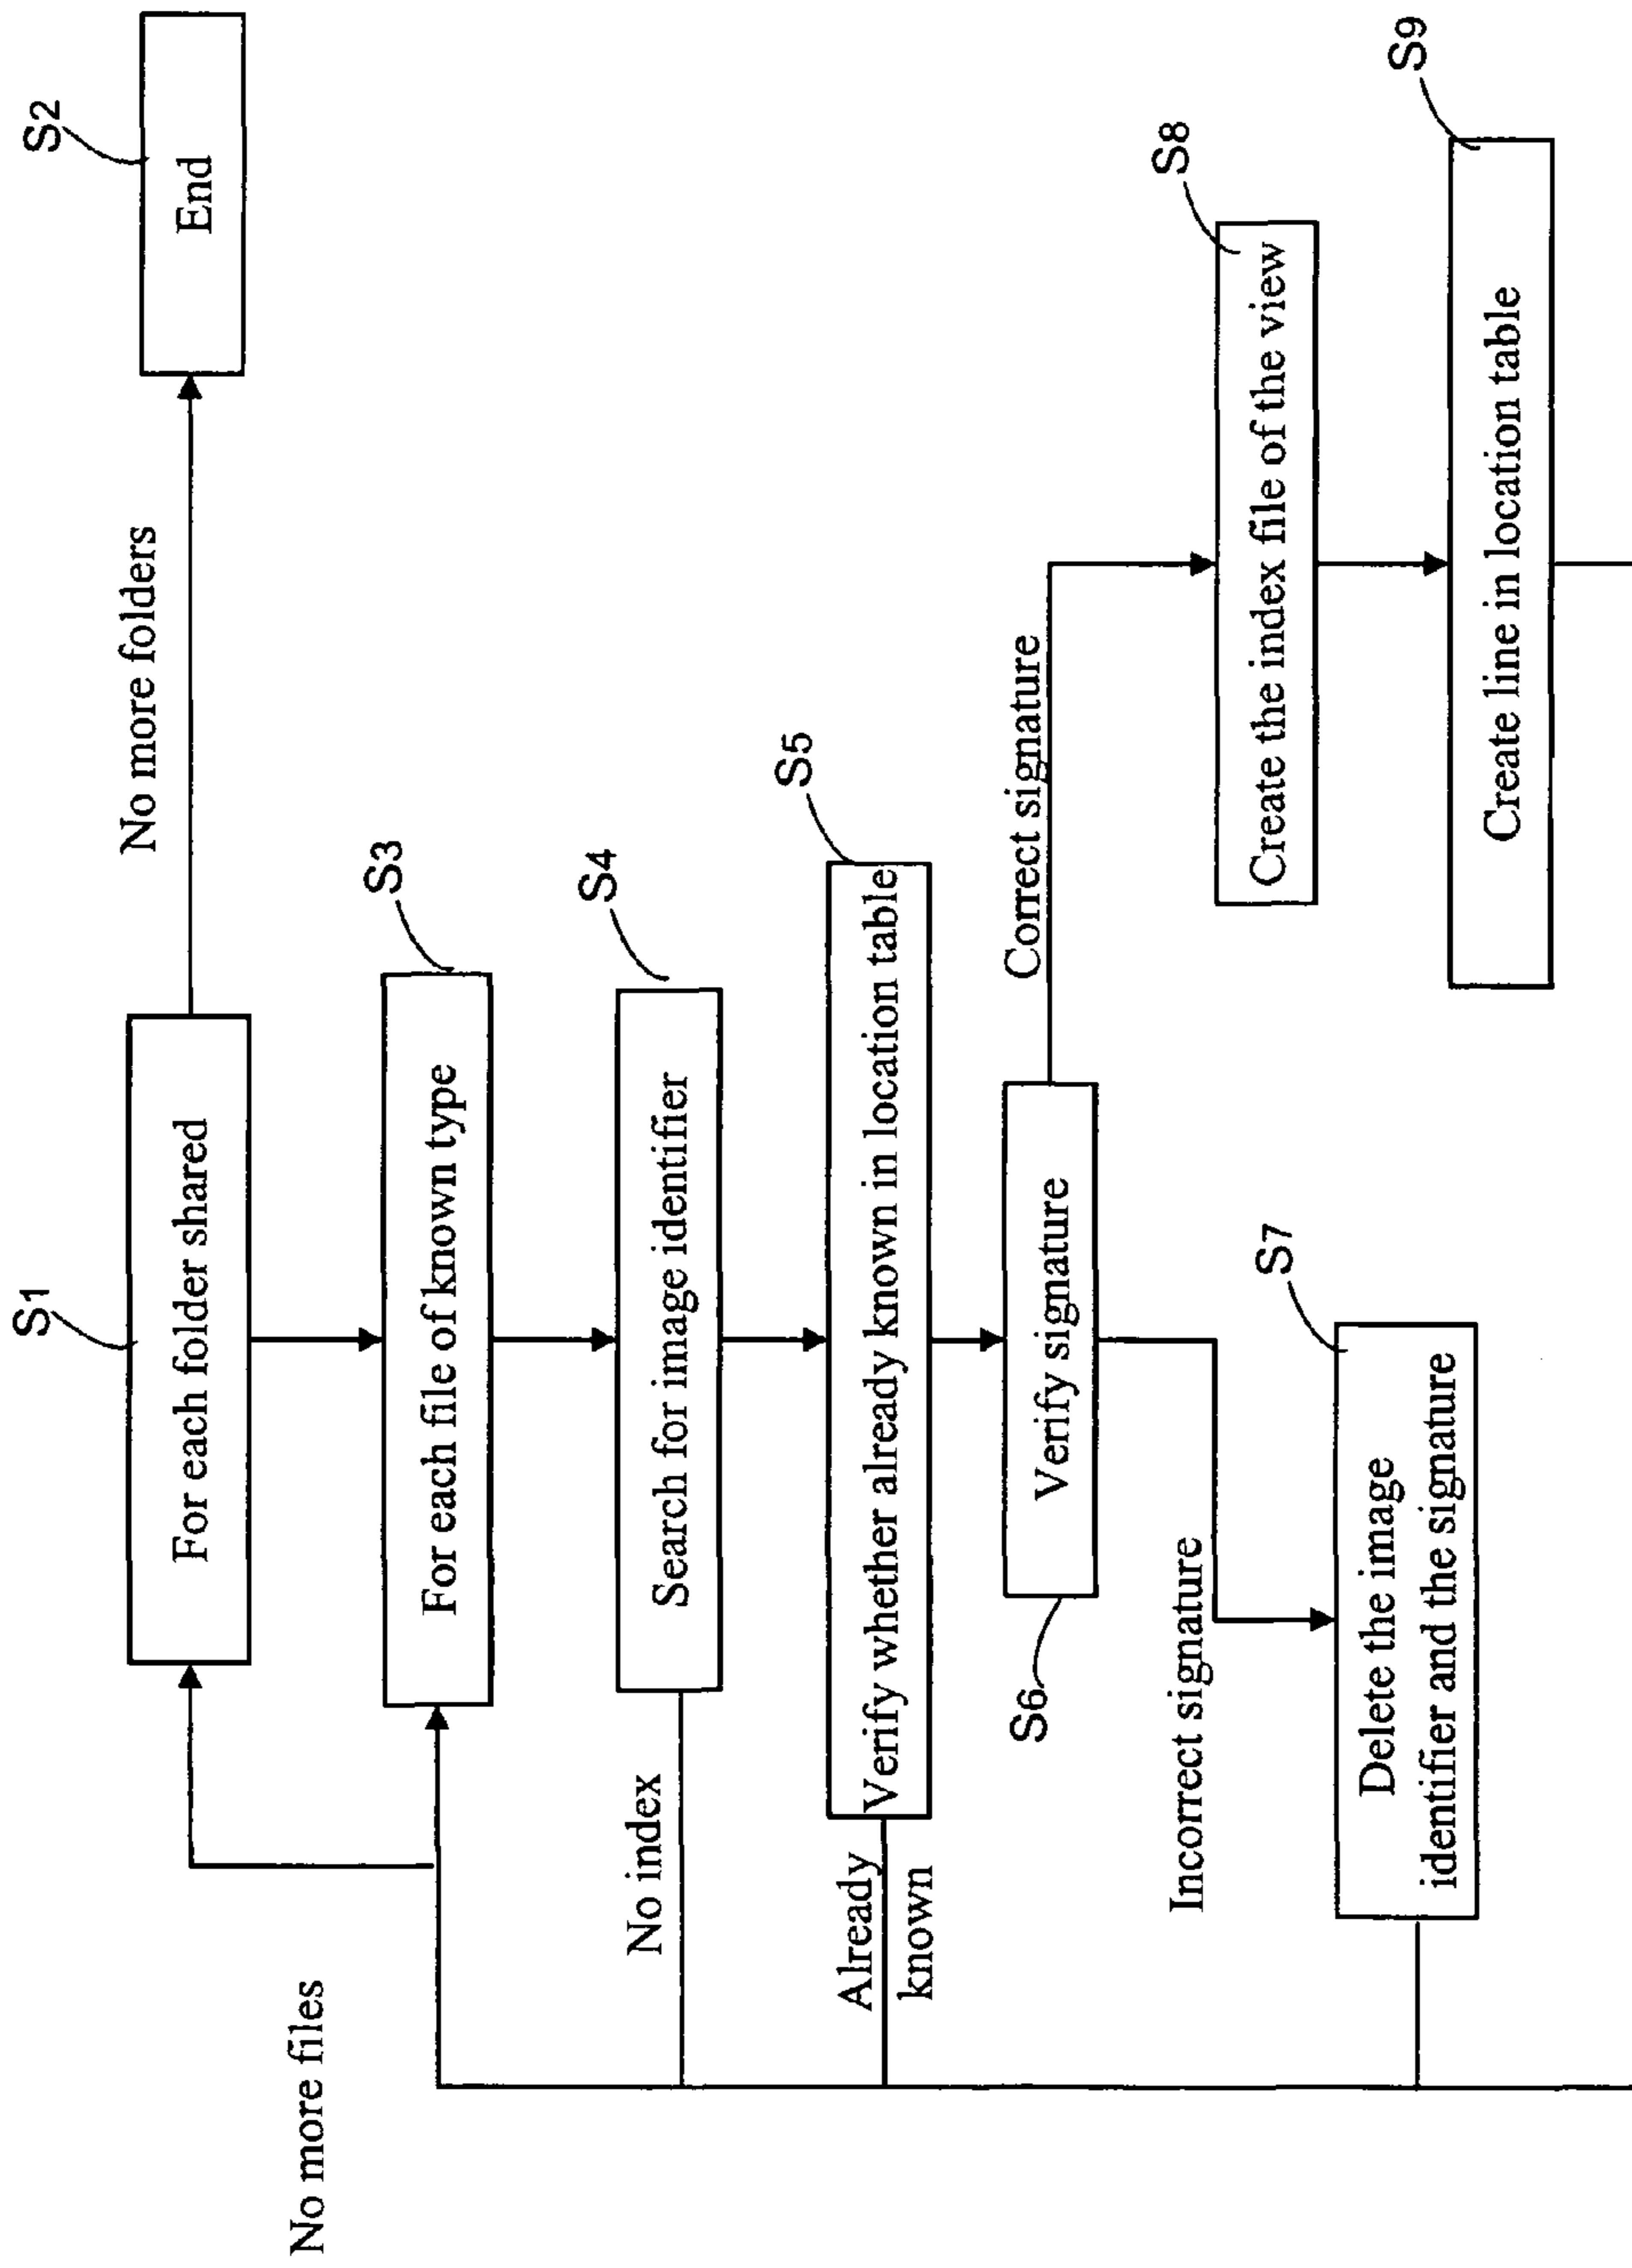 S1
For each folder shared
No more folders
S2
End
No more files
S3
For each file of known type
S4
Search for image identifier
No index
S5
Verify whether already known in location table
Already
known
S6
Verify signature
Correct signature
Incorrect signature
S7
Delete the image
identifier and the signature
S8
Create the index file of the view
S9
Create line in location table